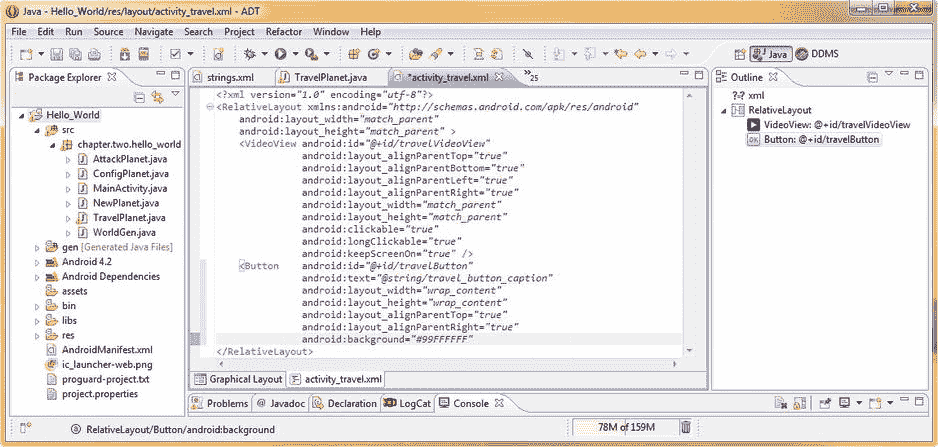 Java - Hello_World/res/layout/activity_travel.xml - ADT
File Edit Run Source Navigate Search Project Refactor Window Help
Java DDMS
Package Explorer
Hello_World
src
chapter.two.hello_world
AttackPlanet.java
ConfigPlanet.java
MainActivity.java
NewPlanet.java
TravelPlanet.java
WorldGen.java
gen [Generated Java Files]
Android 4.2
Android Dependencies
assets
bin
libs
res
AndroidManifest.xml
ic_launcher-web.png
proguard-project.txt
project.properties
strings.xml TravelPlanet.java *activity_travel.xml »25
<?xml version="1.0" encoding="utf-8"?>
<RelativeLayout xmlns:android="http://schemas.android.com/apk/res/android"
android:layout_width="match_parent"
android:layout_height="match_parent" >
<VideoView android:id="@+id/travelVideoView"
android:layout_alignParentTop="true"
android:layout_alignParentBottom="true"
android:layout_alignParentLeft="true"
android:layout_alignParentRight="true"
android:layout_width="match_parent"
android:layout_height="match_parent"
android:clickable="true"
android:longClickable="true"
android:keepScreenOn="true" />
<Button android:id="@+id/travelButton"
android:text="@string/travel_button_caption"
android:layout_width="wrap_content"
android:layout_height="wrap_content"
android:layout_alignParentTop="true"
android:layout_alignParentRight="true"
android:background="#99FFFFFF"
</RelativeLayout>
Graphical Layout activity_travel.xml
Outline
?? xml
RelativeLayout
VideoView: @+id/travelVideoView
OK Button: @+id/travelButton
Problems @ Javadoc Declaration LogCat Console
RelativeLayout/Button/android:background
78M of 159M